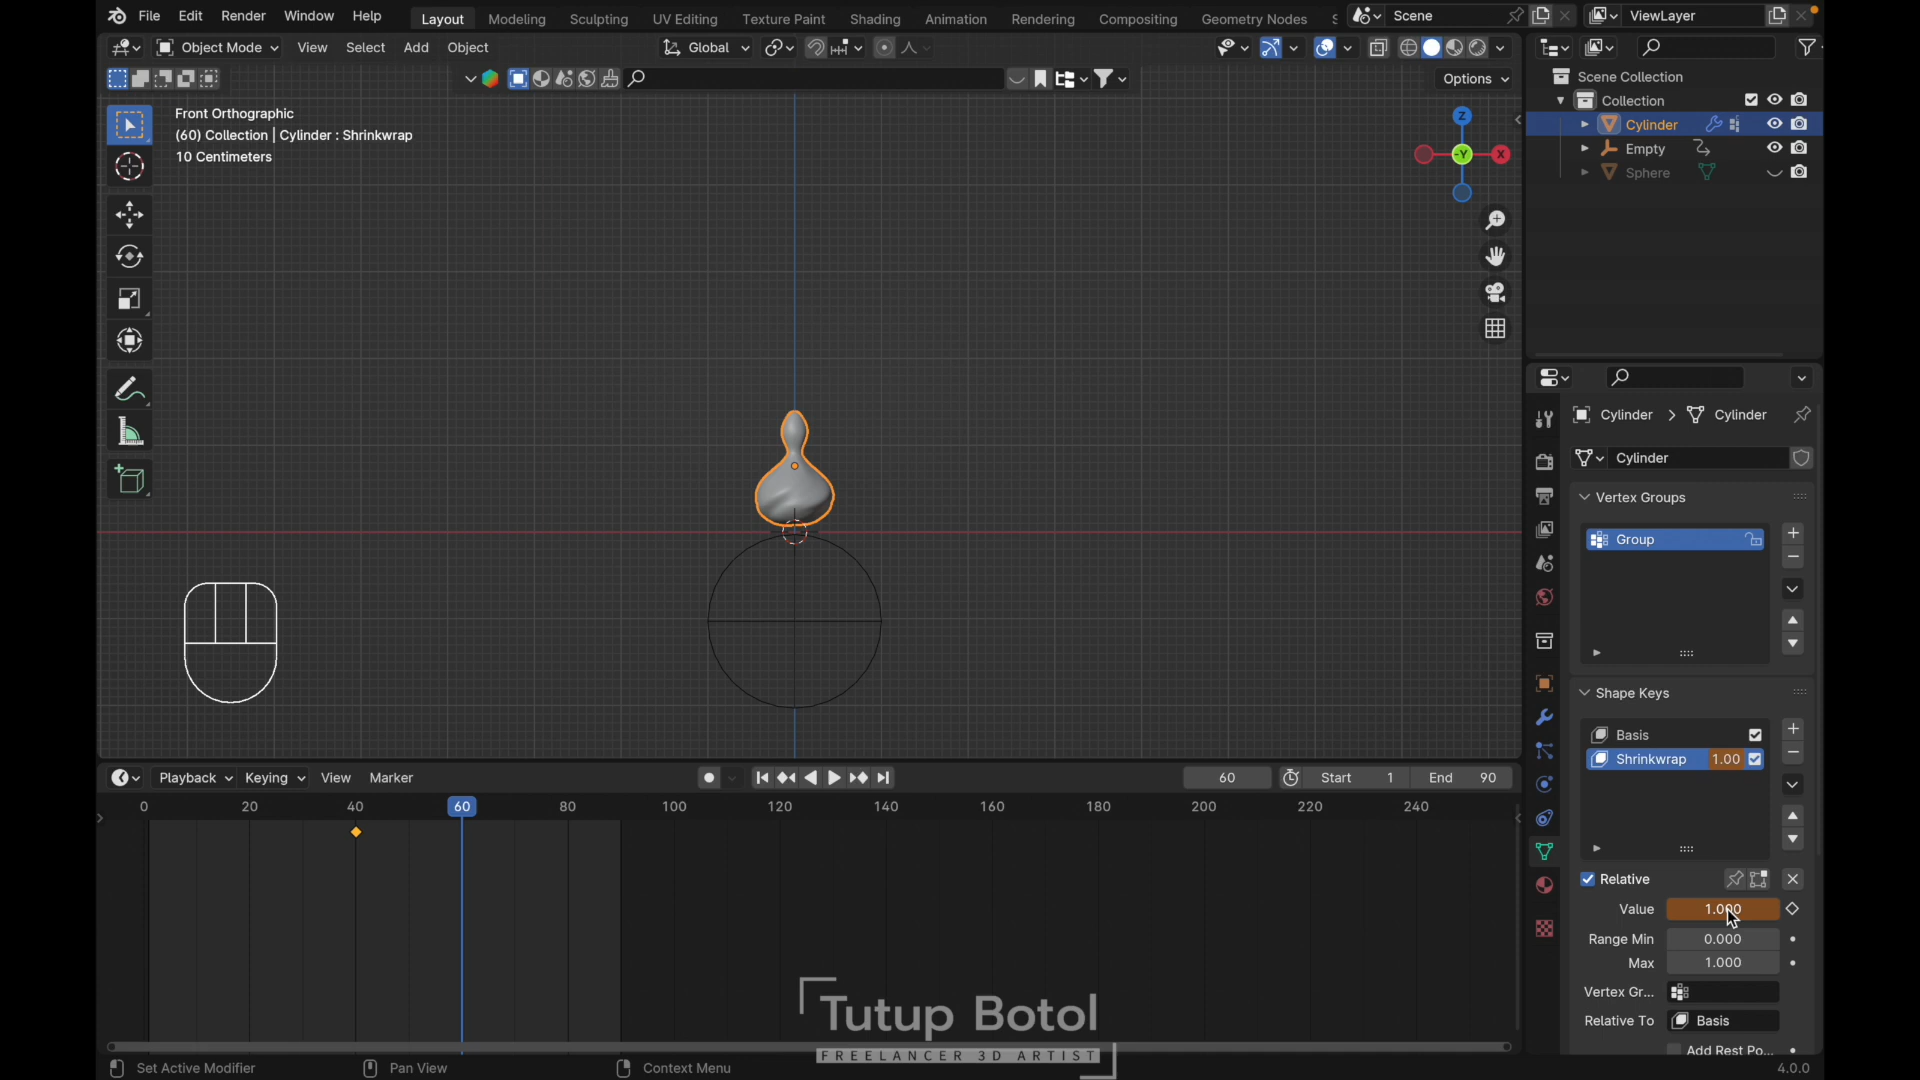 File Edit Render Window Help Layout Modeling Sculpting UV Editing Texture Paint Shading Animation Rendering Compositing Geometry Nodes Scene ViewLayer
Object Mode View Select Add Object Global
Options
Front Orthographic
(60) Collection | Cylinder : Shrinkwrap
10 Centimeters
Z
-Y
X
Scene Collection
Collection
Cylinder
Empty
Sphere
Cylinder > Cylinder
Cylinder
Vertex Groups
Group
Shape Keys
Basis
Shrinkwrap 1.00
Relative
Value 1.000
Range Min 0.000
Max 1.000
Vertex Gr...
Relative To Basis
Add Rest Po...
Playback Keying View Marker 60 Start 1 End 90
0 20 40 60 80 100 120 140 160 180 200 220 240
Tutup Botol
FREELANCER 3D ARTIST
Set Active Modifier Pan View Context Menu 4.0.0